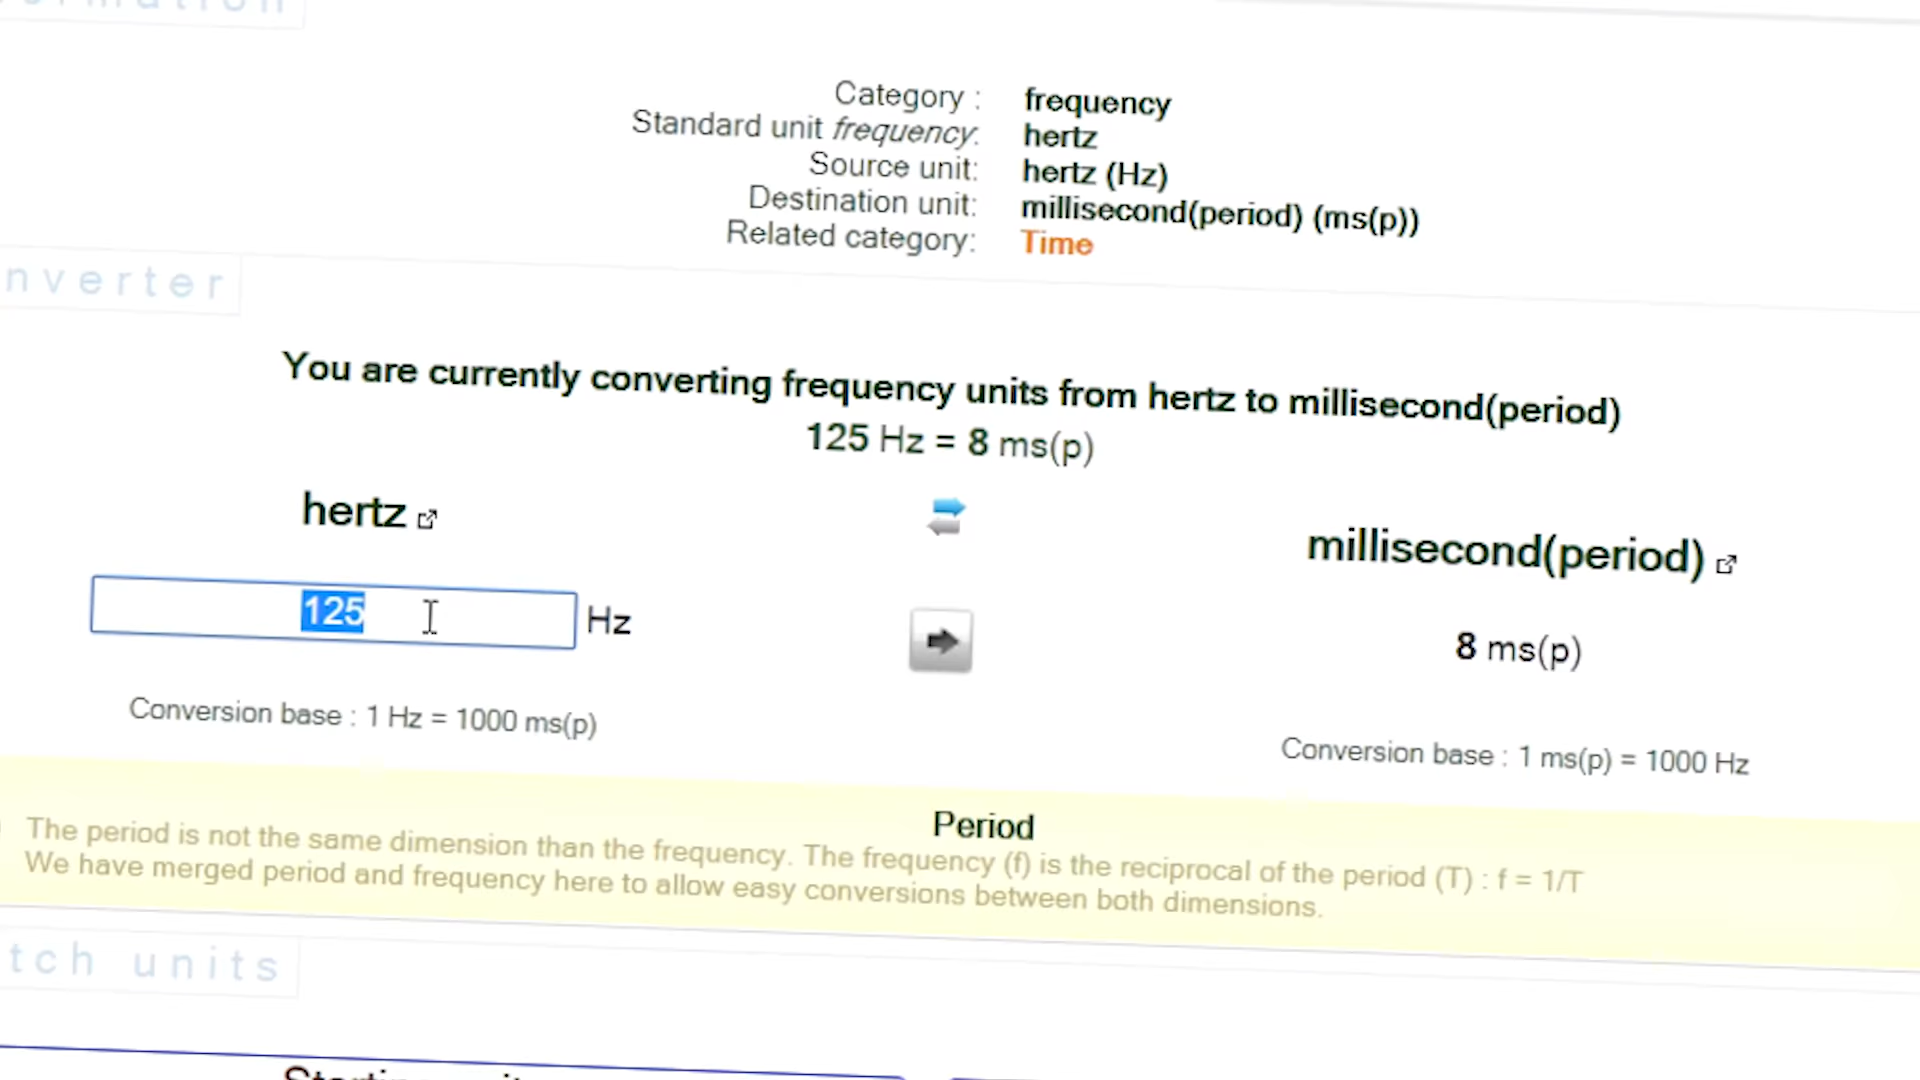 Category : frequency
Standard unit frequency: hertz
Source unit: hertz (Hz)
Destination unit: millisecond(period) (ms(p))
Related category: Time
nverter
You are currently converting frequency units from hertz to millisecond(period)
125 Hz = 8 ms(p)
hertz
millisecond(period)
125 Hz
8 ms(p)
Conversion base : 1 Hz = 1000 ms(p)
Conversion base : 1 ms(p) = 1000 Hz
Period
The period is not the same dimension than the frequency. The frequency (f) is the reciprocal of the period (T) : f = 1/T
We have merged period and frequency here to allow easy conversions between both dimensions.
tch units